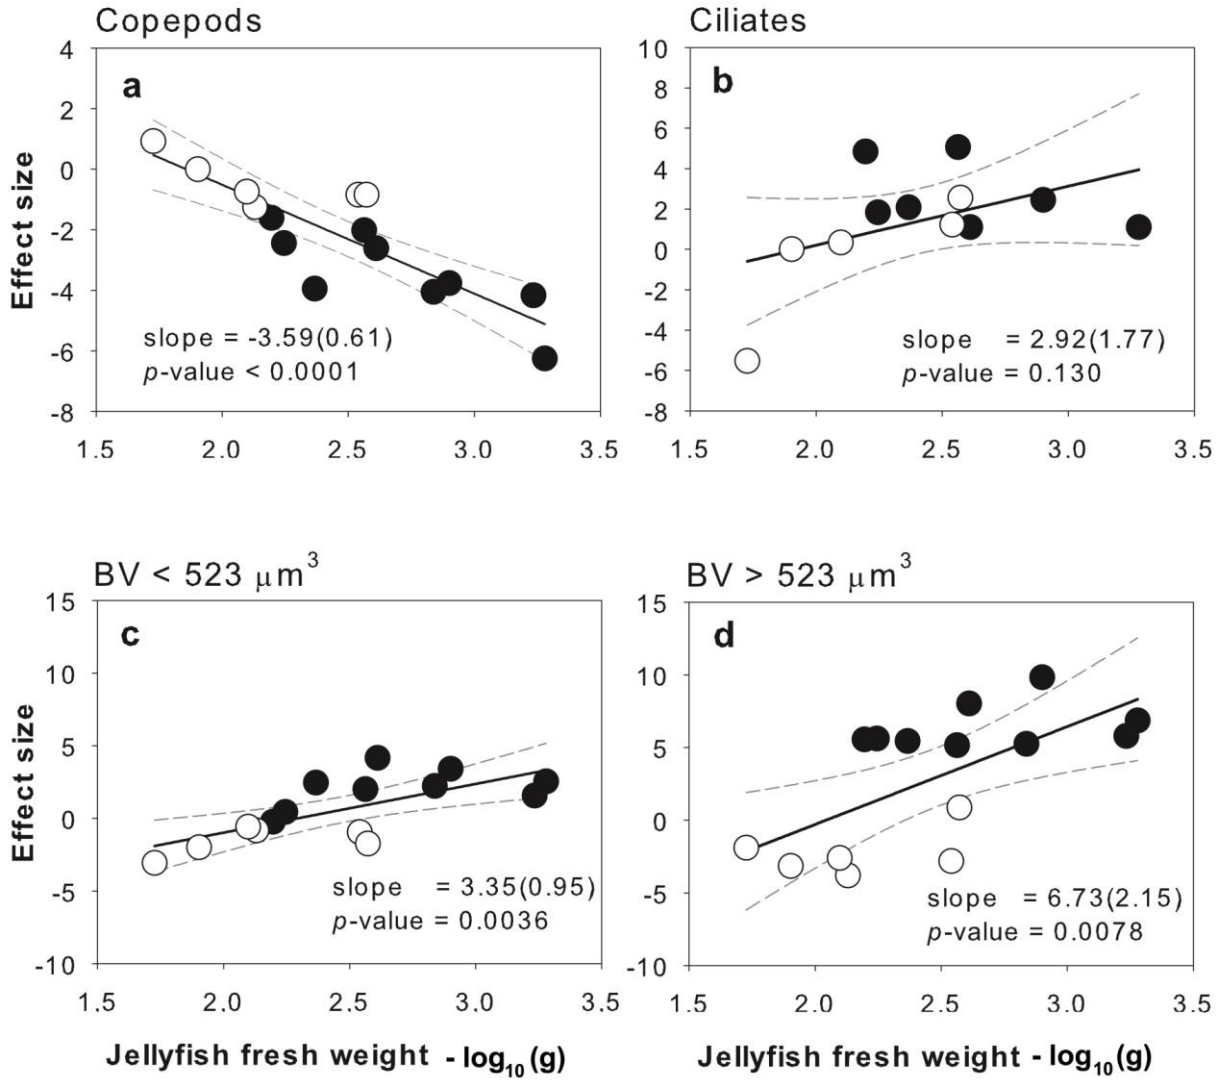 Copepods
4
2
0
-2
-4
-6
-8
Effect size
a
slope = -3.59(0.61)
p-value < 0.0001
1.5 2.0 2.5 3.0 3.5
Ciliates
10
8
6
4
2
0
-2
-4
-6
-8
b
slope = 2.92(1.77)
p-value = 0.130
1.5 2.0 2.5 3.0 3.5
BV < 523 μm³
15
10
5
0
-5
-10
Effect size
c
slope = 3.35(0.95)
p-value = 0.0036
1.5 2.0 2.5 3.0 3.5
Jellyfish fresh weight - log₁₀(g)
BV > 523 μm³
15
10
5
0
-5
-10
d
slope = 6.73(2.15)
p-value = 0.0078
1.5 2.0 2.5 3.0 3.5
Jellyfish fresh weight - log₁₀(g)